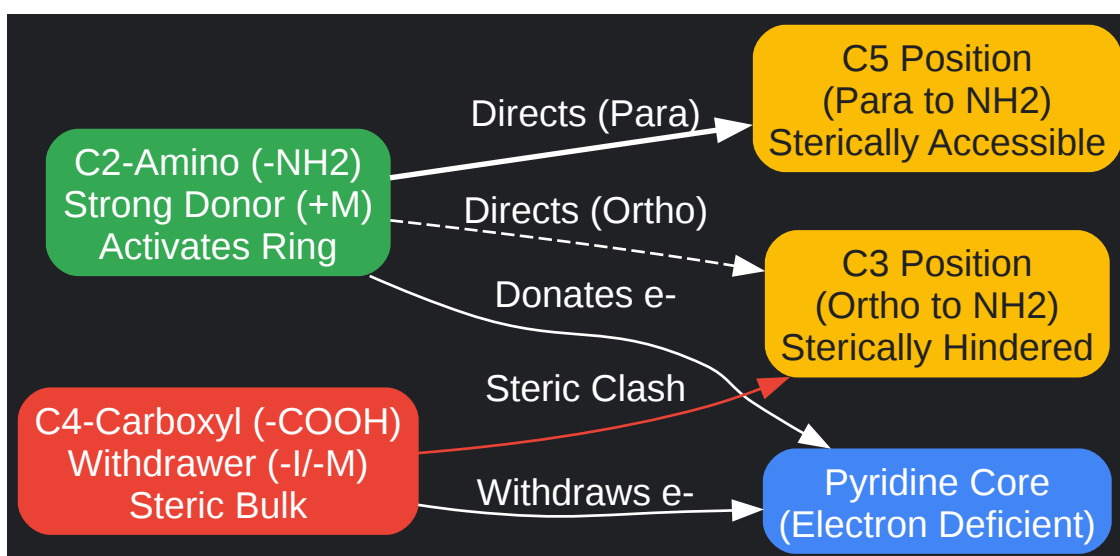 C2-Amino (-NH2)
Strong Donor (+M)
Activates Ring
Directs (Para)
C5 Position
(Para to NH2)
Sterically Accessible
Directs (Ortho)
C3 Position
(Ortho to NH2)
Sterically Hindered
Donates e-
C4-Carboxyl (-COOH)
Withdrawer (-I/-M)
Steric Bulk
Steric Clash
Withdraws e-
Pyridine Core
(Electron Deficient)